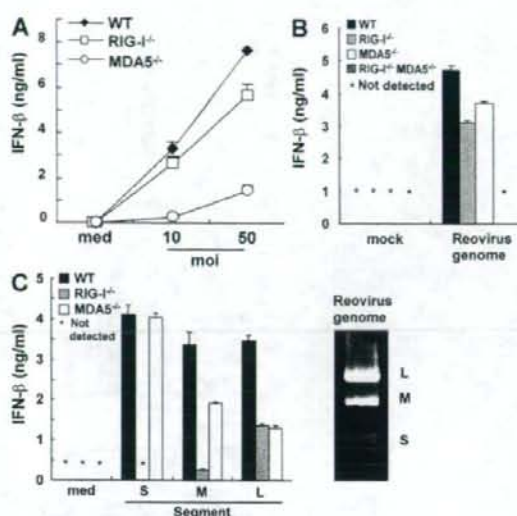 A
WT
RIG-I-/-
MDA5-/-
IFN-β (ng/ml)
8
6
4
2
0
med
10
50
moi
B
WT
RIG-I-/-
MDA5-/-
RIG-I-/- MDA5-/-
* Not detected
IFN-β (ng/ml)
5
4
3
2
1
0
mock
Reovirus
genome
C
WT
RIG-I-/-
MDA5-/-
* Not
detected
IFN-β (ng/ml)
5
4
3
2
1
0
med
S
M
L
Segment
Reovirus
genome
L
M
S